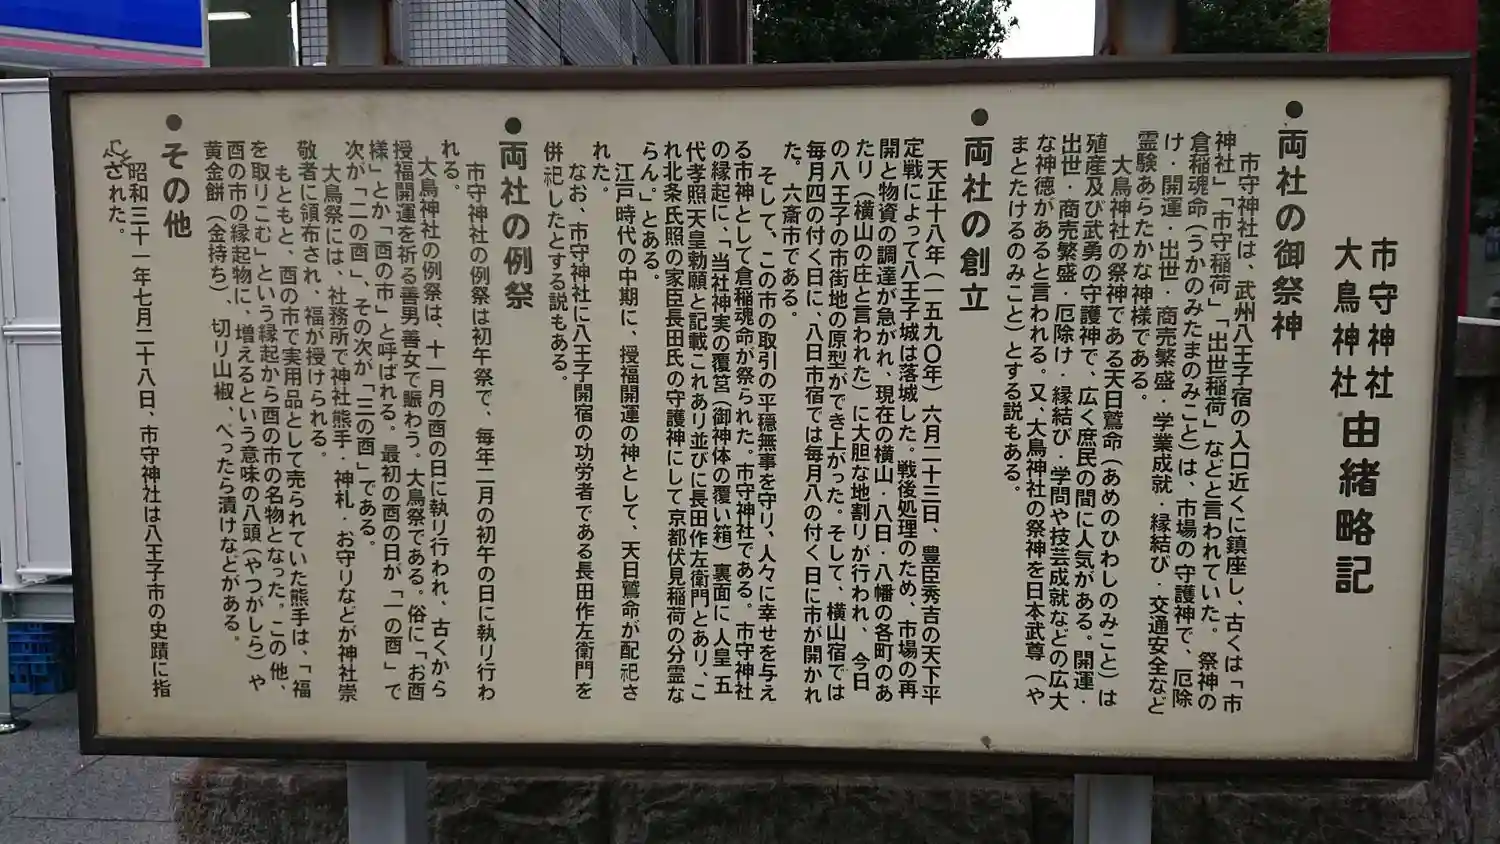 市守神社
大鳥神社
由緒略記
●両社の御祭神
市守神社は、武州八王子宿の入口近くに鎮座し、古くは「市
神社」「市守稲荷」「出世稲荷」などと言われていた。祭神の
倉稲魂命(うかのみたまのみこと)は、市場の守護神で、厄除
け・開運・出世・商売繁盛・学業成就・縁結び・交通安全など
霊験あらたかな神様である。
大鳥神社の祭神である天日鷲命(あめのひわしのみこと)は
殖産及び武勇の守護神で、広く庶民の間に人気がある。開運・
出世・商売繁盛・厄除け・縁結び・学問や技芸成就などの広大
な神徳があると言われる。又、大鳥神社の祭神を日本武尊(や
まとたけるのみこと)とする説もある。
●両社の創立
天正十八年(一五九〇年)六月二十三日、豊臣秀吉の天下平
定戦によって八王子城は落城した。戦後処理のため、市場の再
開と物資の調達が急がれ、現在の横山・八日・八幡の各町のあ
たり(横山の庄と言われた)に大胆な地割りが行われ、今日
の八王子の市街地の原型ができ上がった。そして、横山宿では
毎月四の付く日に、八日市宿では毎月八の付く日に市が開かれ
た。六斎市である。
そして、この市の取引の平穏無事を守り、人々に幸せを与え
る市神として倉稲魂命が祭られた。市守神社である。市守神社
の縁起に、「当社神実の覆筥(御神体の覆い箱)裏面に人皇五
代孝照天皇勅願と記載これあり並びに長田作左衛門とあり、こ
れ北条氏照の家臣長田氏の守護神にして京都伏見稲荷の分霊な
らん。」とある。
江戸時代の中期に、授福開運の神として、天日鷲命が配祀さ
れた。
なお、市守神社に八王子開宿の功労者である長田作左衛門を
併祀したとする説もある。
●両社の例祭
市守神社の例祭は初午祭で、毎年二月の初午の日に執り行わ
れる。
大鳥神社の例祭は、十一月の酉の日に執り行われ、古くから
授福開運を祈る善男善女で賑わう。大鳥祭である。俗に「お酉
様」とか「酉の市」と呼ばれる。最初の酉の日が「一の酉」で
次が「二の酉」、その次が「三の酉」である。
大鳥祭には、社務所で神社熊手・神札・お守りなどが神社崇
敬者に領布され、福が授けられる。
もともと、酉の市で実用品として売られていた熊手は、「福
を取りこむ」という縁起から酉の市の名物となった。この他、
酉の市の縁起物に、増えるという意味の八頭(やつがしら)や
黄金餅(金持ち)、切り山椒、べったら漬けなどがある。
●その他
昭和三十一年七月二十八日、市守神社は八王子市の史蹟に指
された。